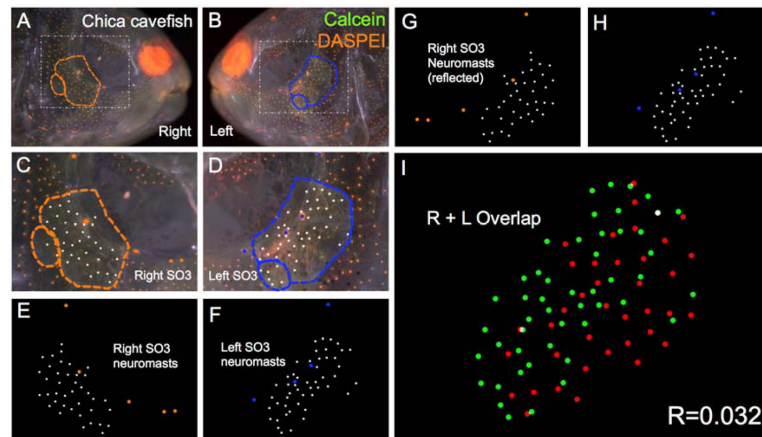 A
Chica cavefish
Right
B
Calcein
DASPEI
Left
C
Right SO3
D
Left SO3
E
Right SO3
neuromasts
F
Left SO3
neuromasts
G
Right SO3
Neuromasts
(reflected)
H
I
R + L Overlap
R=0.032